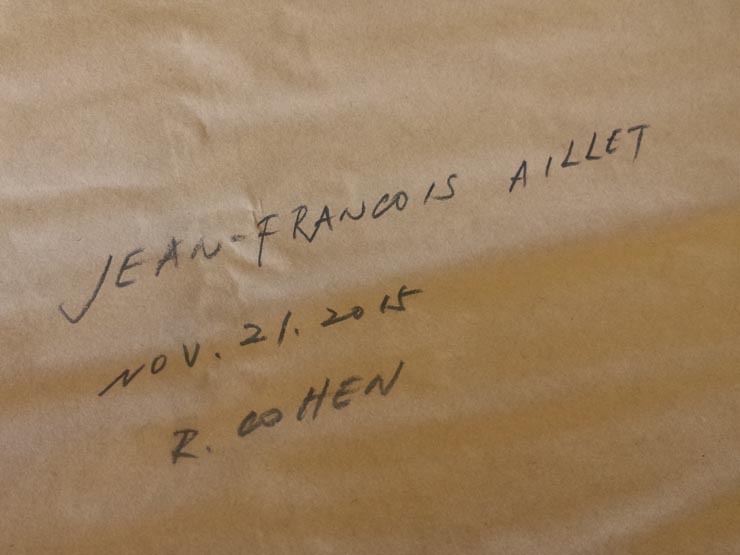 JEAN-FRANCOIS AILLET
NOV. 21. 2015
R. COHEN